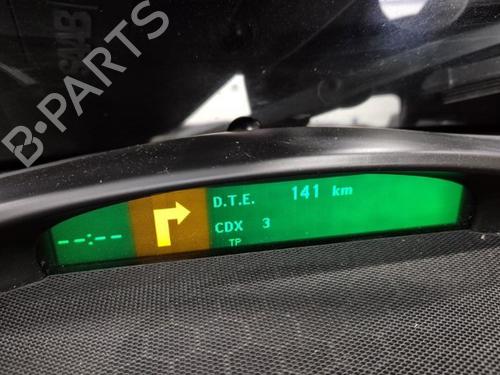 B-PARTS
D.T.E. 141 km
--:-- CDX 3
TP